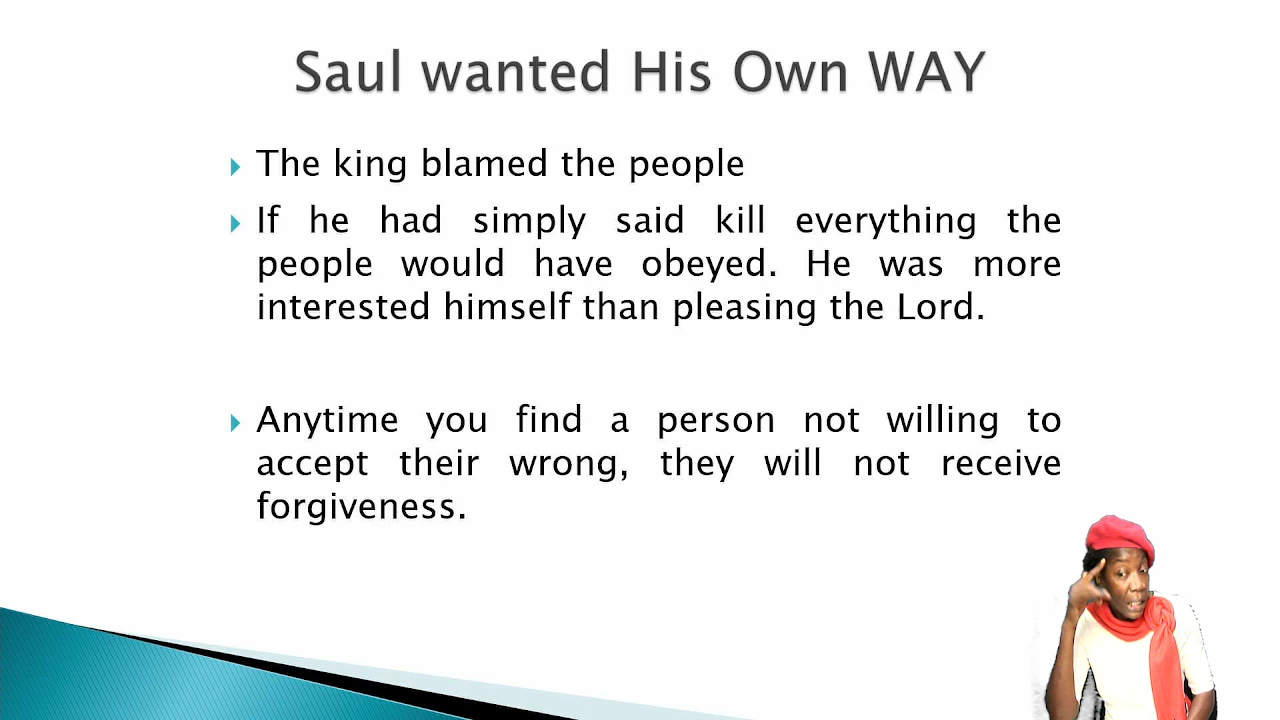 Saul wanted His Own WAY
The king blamed the people
If he had simply said kill everything the
people would have obeyed. He was more
interested himself than pleasing the Lord.
Anytime you find a person not willing to
accept their wrong, they will not receive
forgiveness.